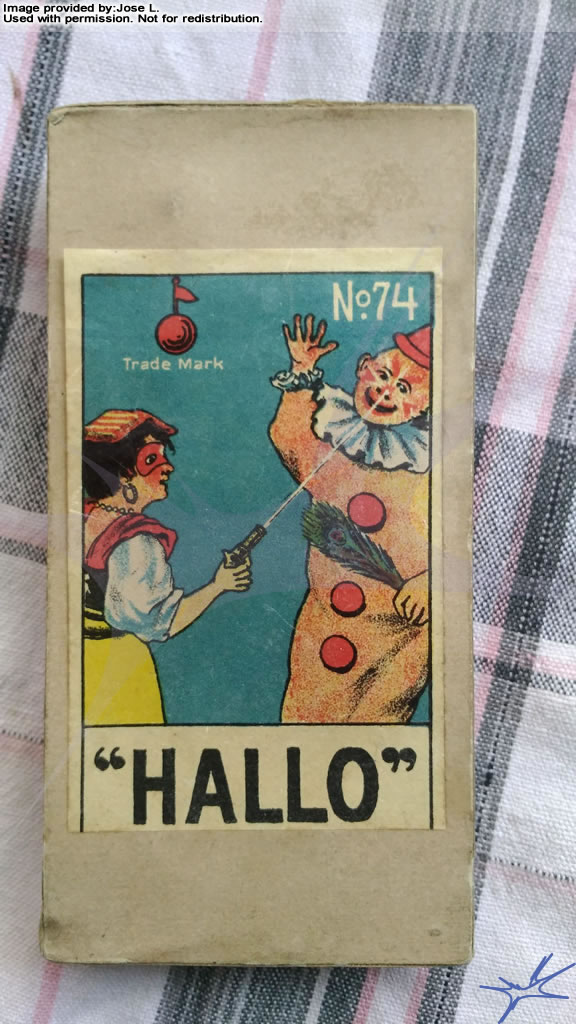 Image provided by:Jose L.
Used with permission. Not for redistribution.
Nº74
Trade Mark
“HALLO”